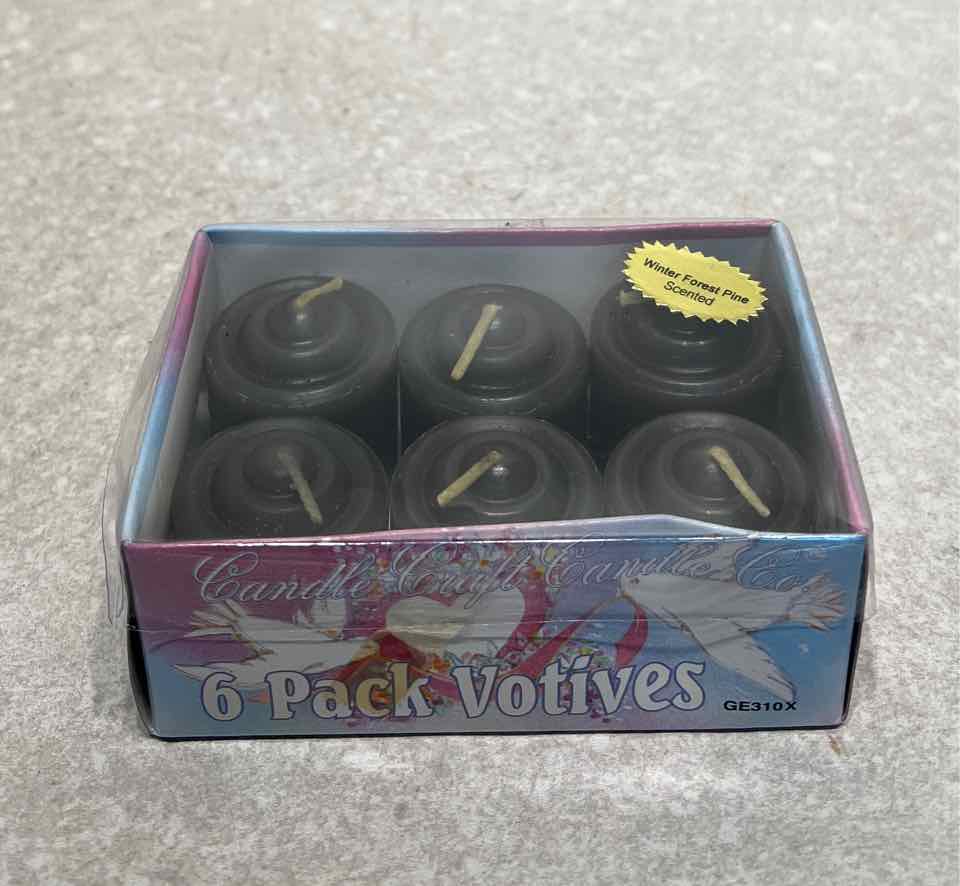 Winter Forest Pine
Scented
Candle Craft Candle Co.
6 Pack Votives
GE310X